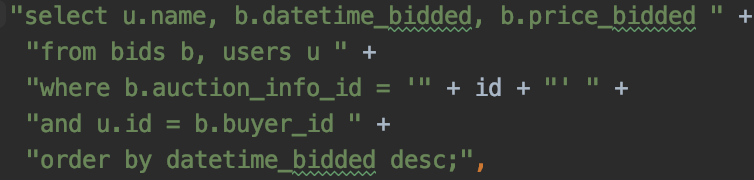 "select u.name, b.datetime_bidded, b.price_bidded " +
"from bids b, users u " +
"where b.auction_info_id = '" + id + "' " +
"and u.id = b.buyer_id " +
"order by datetime_bidded desc;",